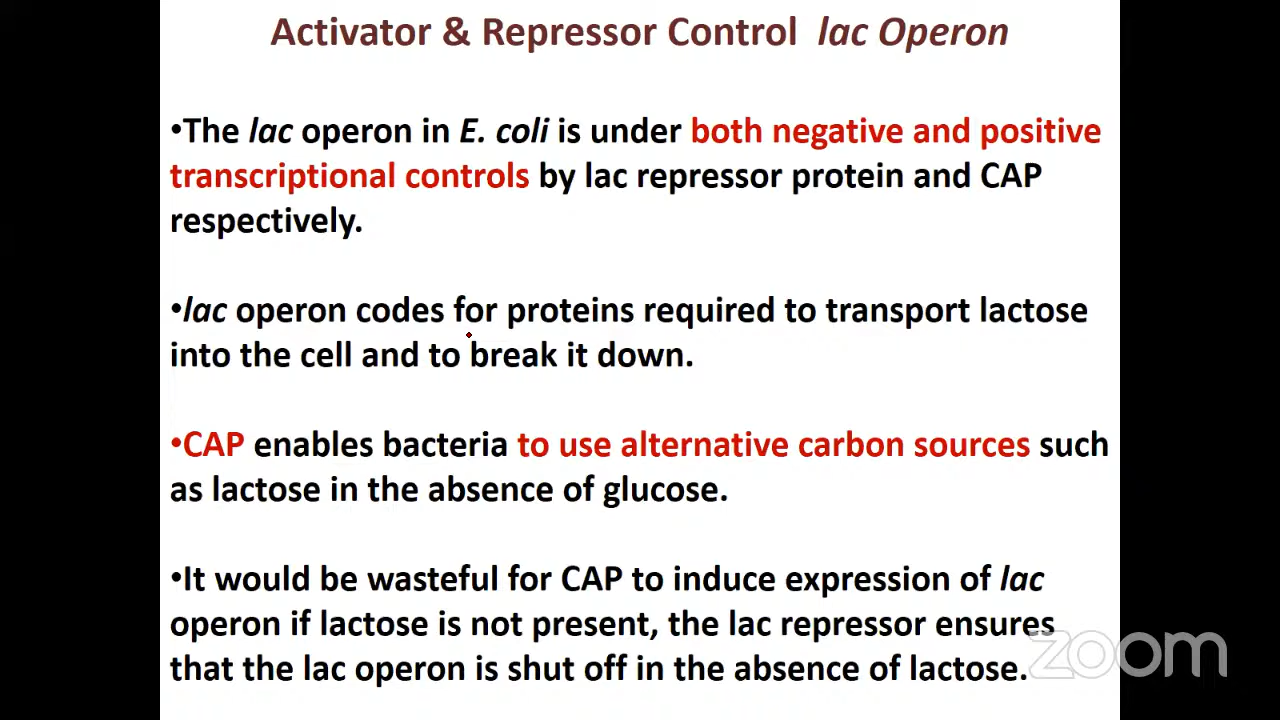 Activator & Repressor Control lac Operon
•The lac operon in E. coli is under both negative and positive
transcriptional controls by lac repressor protein and CAP
respectively.
•lac operon codes for proteins required to transport lactose
into the cell and to break it down.
•CAP enables bacteria to use alternative carbon sources such
as lactose in the absence of glucose.
•It would be wasteful for CAP to induce expression of lac
operon if lactose is not present, the lac repressor ensures
that the lac operon is shut off in the absence of lactose.
zoom